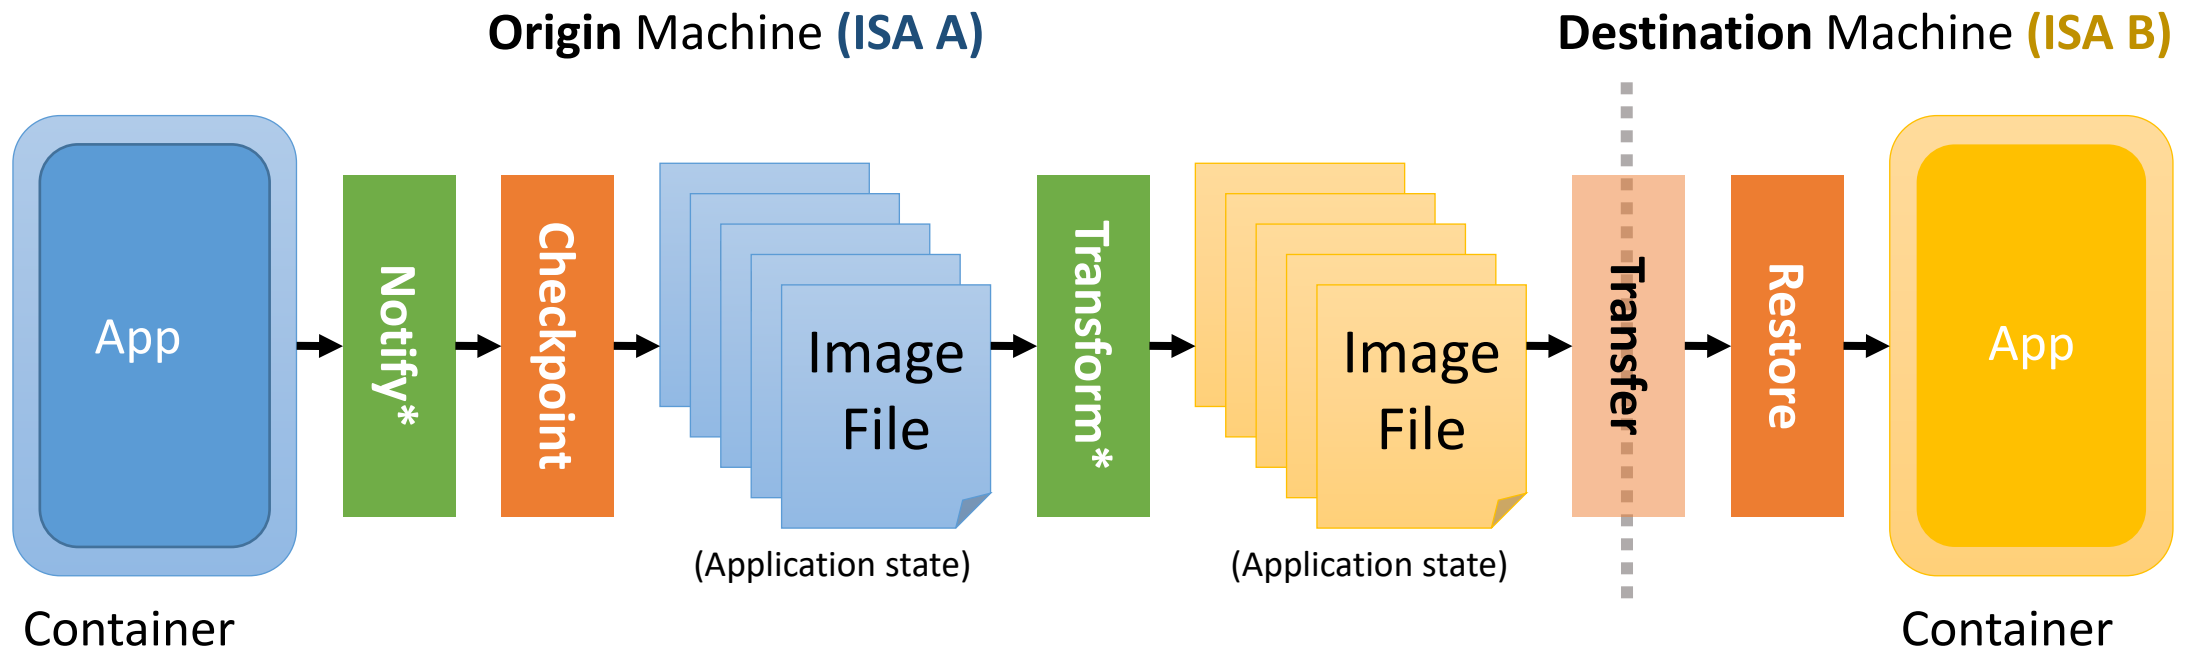 Origin Machine (ISA A)
Destination Machine (ISA B)
App
Notify*
Checkpoint
Image
File
Transform*
Image
File
Transfer
Restore
App
(Application state)
(Application state)
Container
Container